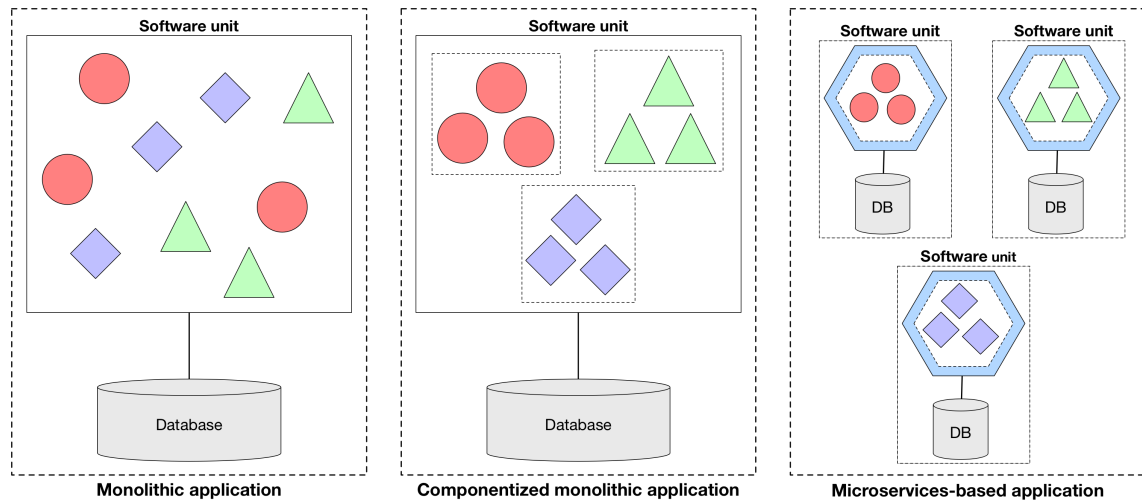 Software unit
Database
Monolithic application
Software unit
Database
Componentized monolithic application
Software unit
DB
Software unit
DB
Software unit
DB
Microservices-based application